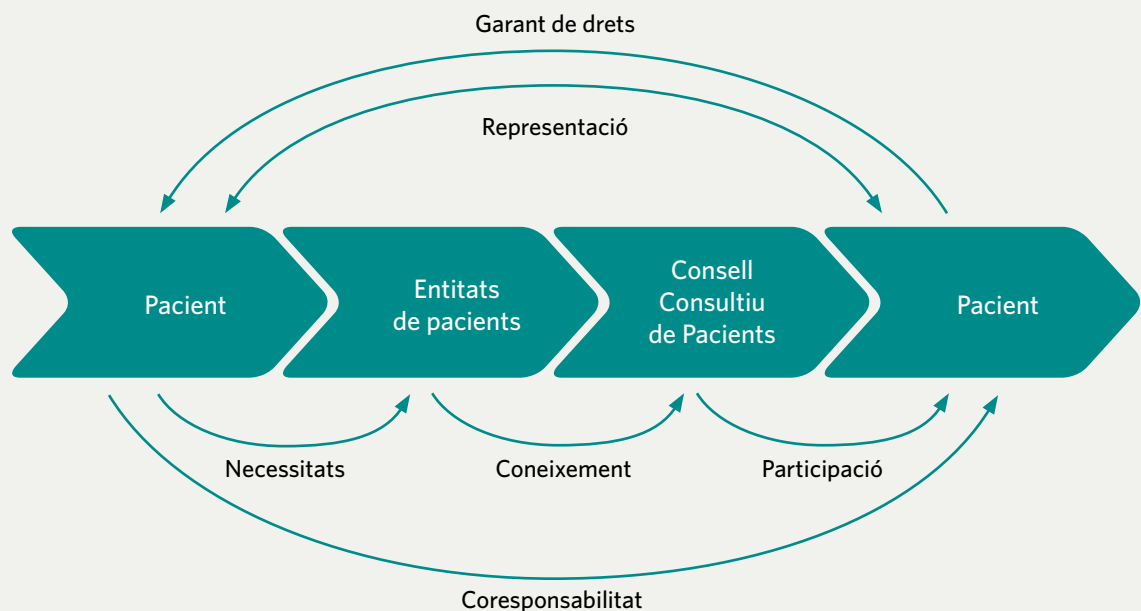 Garant de drets
Representació
Pacient
Entitats
de pacients
Consell
Consultiu
de Pacients
Pacient
Necessitats
Coneixement
Participació
Coresponsabilitat